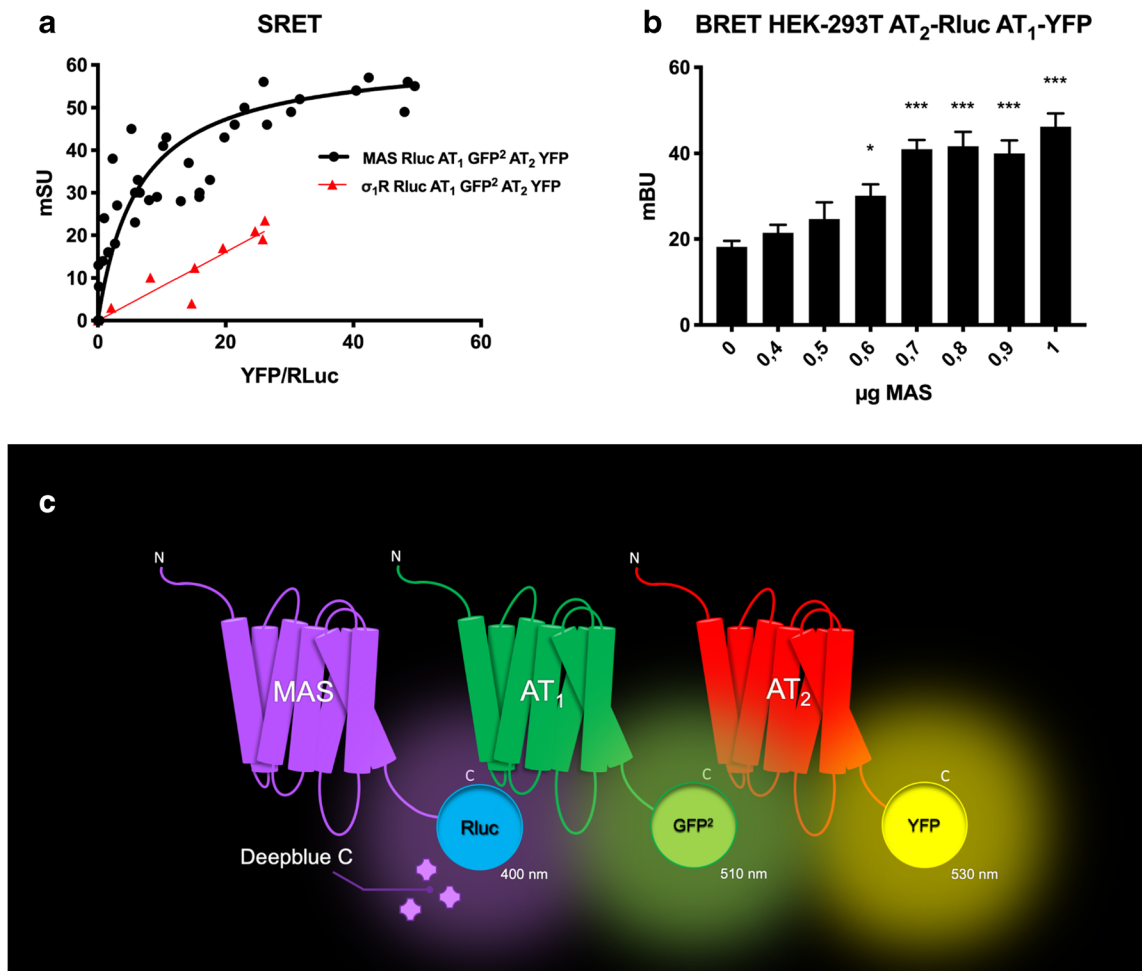 a
SRET
60
50
40
30
20
10
0
mSU
0
20
40
60
YFP/RLuc
MAS Rluc AT₁ GFP² AT₂ YFP
σ₁R Rluc AT₁ GFP² AT₂ YFP
b
BRET HEK-293T AT₂-Rluc AT₁-YFP
60
40
20
0
mBU
*
***
***
***
***
0
0,4
0,5
0,6
0,7
0,8
0,9
1
µg MAS
c
N
N
N
MAS
AT₁
AT₂
C
C
C
Rluc
GFP²
YFP
Deepblue C
400 nm
510 nm
530 nm